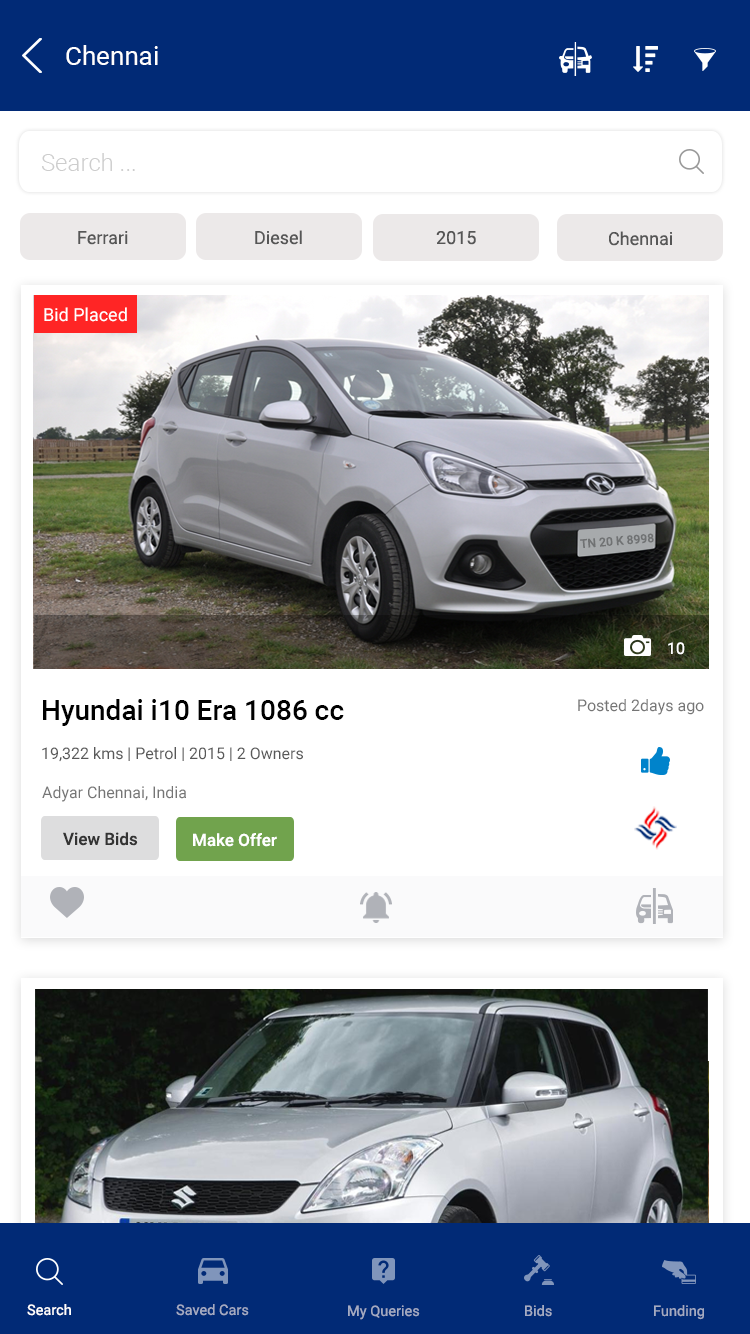 Chennai
Search ...
Ferrari
Diesel
2015
Chennai
Bid Placed
TN 20 K 8998
10
Hyundai i10 Era 1086 cc
Posted 2days ago
19,322 kms | Petrol | 2015 | 2 Owners
Adyar Chennai, India
View Bids
Make Offer
Search
Saved Cars
My Queries
Bids
Funding